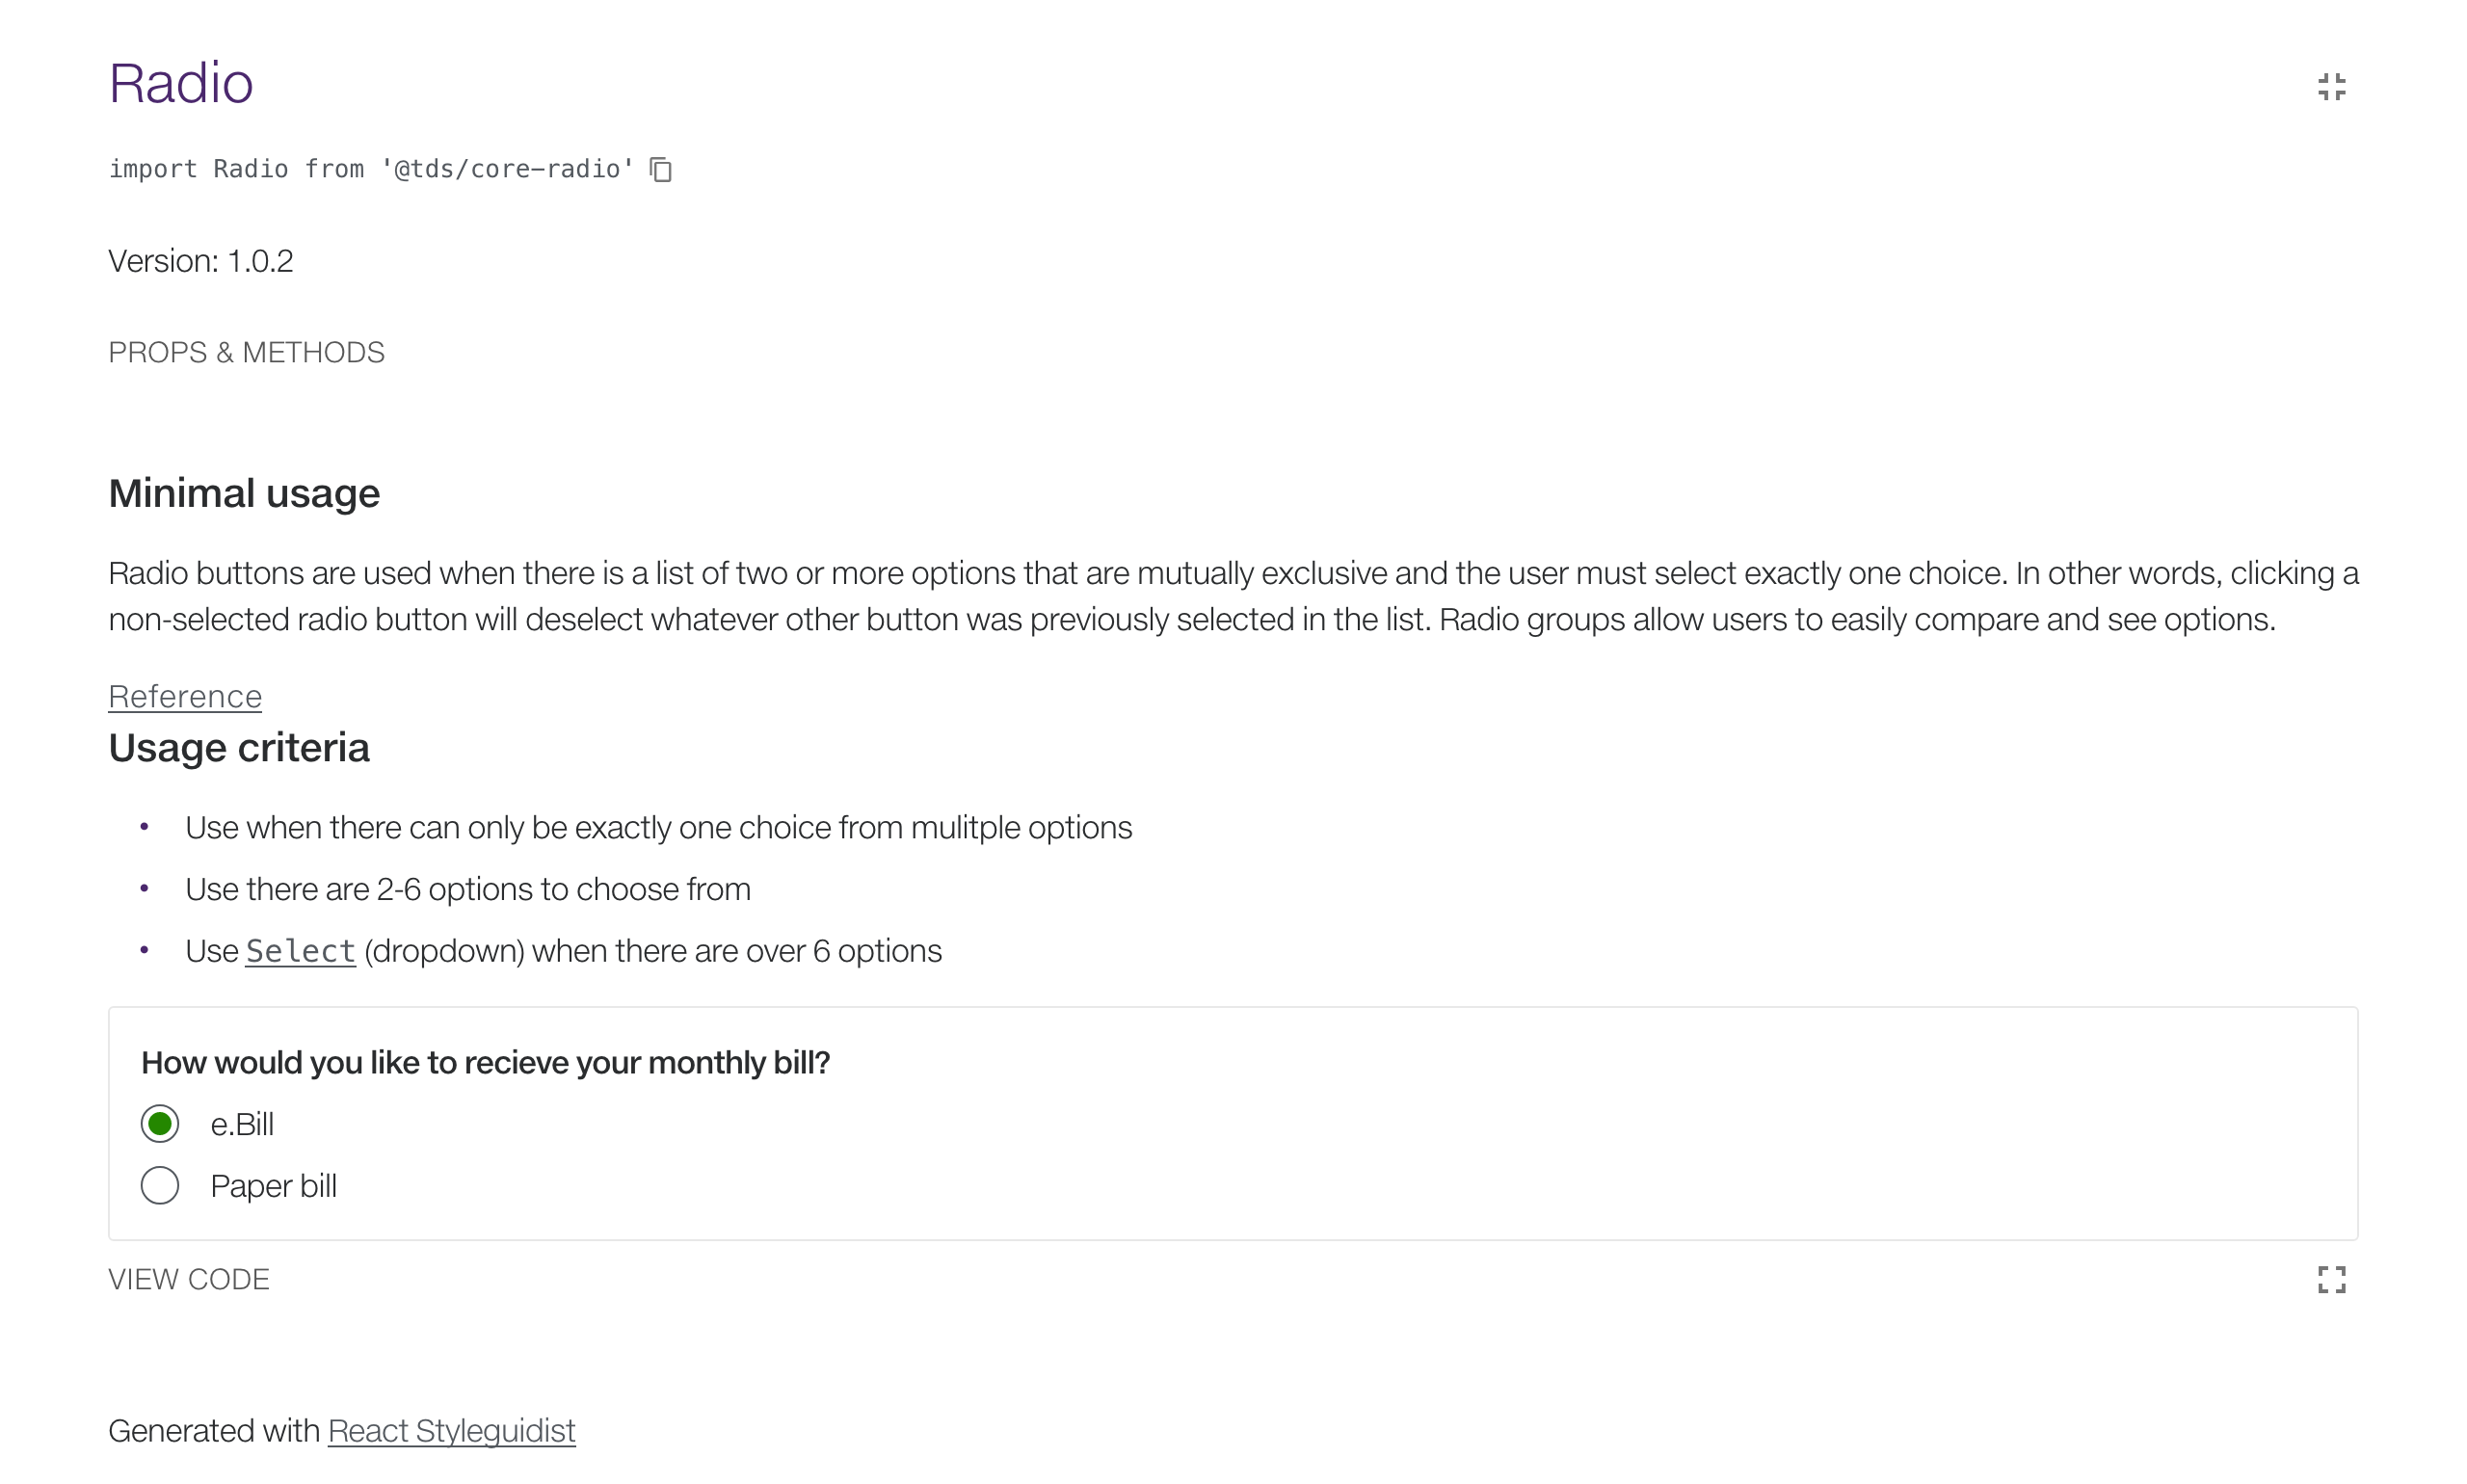 Radio
import Radio from '@tds/core-radio'
Version: 1.0.2
PROPS & METHODS
Minimal usage
Radio buttons are used when there is a list of two or more options that are mutually exclusive and the user must select exactly one choice. In other words, clicking a
non-selected radio button will deselect whatever other button was previously selected in the list. Radio groups allow users to easily compare and see options.
Reference
Usage criteria
• Use when there can only be exactly one choice from mulitple options
• Use there are 2-6 options to choose from
• Use Select (dropdown) when there are over 6 options
How would you like to recieve your monthly bill?
e.Bill
Paper bill
VIEW CODE
Generated with React Styleguidist